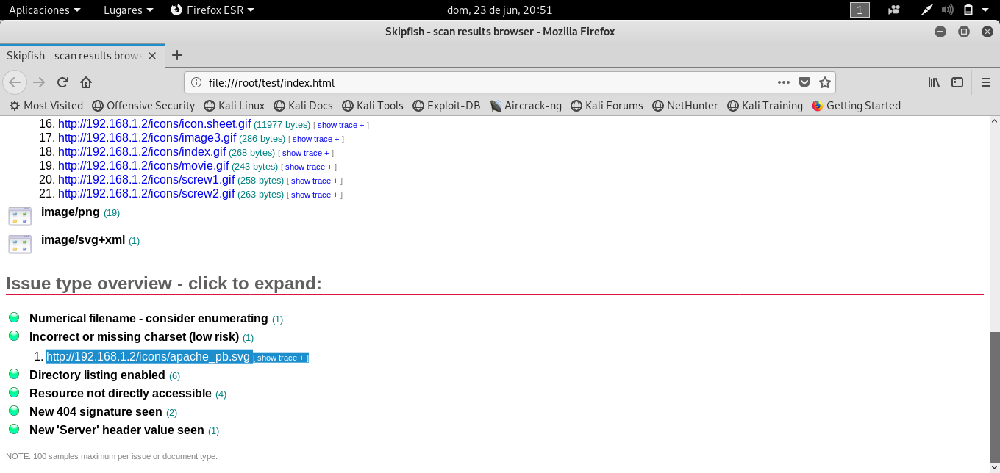 Aplicaciones Lugares Firefox ESR dom, 23 de jun, 20:51 1
Skipfish - scan results browser - Mozilla Firefox
Skipfish - scan results brows
file:///root/test/index.html
Most Visited Offensive Security Kali Linux Kali Docs Kali Tools Exploit-DB Aircrack-ng Kali Forums NetHunter Kali Training Getting Started
16. http://192.168.1.2/icons/icon.sheet.gif (11977 bytes) [ show trace + ]
17. http://192.168.1.2/icons/image3.gif (286 bytes) [ show trace + ]
18. http://192.168.1.2/icons/index.gif (268 bytes) [ show trace + ]
19. http://192.168.1.2/icons/movie.gif (243 bytes) [ show trace + ]
20. http://192.168.1.2/icons/screw1.gif (258 bytes) [ show trace + ]
21. http://192.168.1.2/icons/screw2.gif (263 bytes) [ show trace + ]
image/png (19)
image/svg+xml (1)
Issue type overview - click to expand:
Numerical filename - consider enumerating (1)
Incorrect or missing charset (low risk) (1)
1. http://192.168.1.2/icons/apache_pb.svg [ show trace + ]
Directory listing enabled (6)
Resource not directly accessible (4)
New 404 signature seen (2)
New 'Server' header value seen (1)
NOTE: 100 samples maximum per issue or document type.